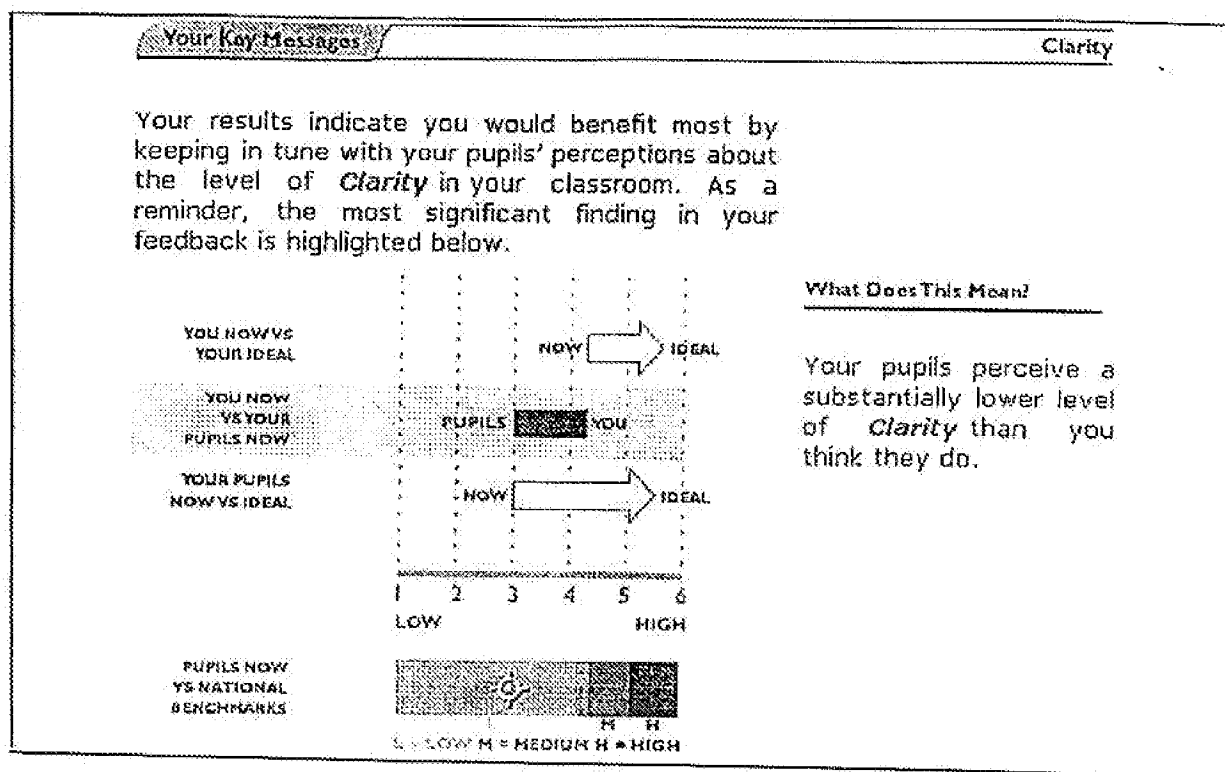 Your Key Messages
Clarity
Your results indicate you would benefit most by
keeping in tune with your pupils' perceptions about
the level of Clarity in your classroom. As a
reminder, the most significant finding in your
feedback is highlighted below.
What Does This Mean?
Your pupils perceive a
substantially lower level
of Clarity than you
think they do.
YOU NOW VS
YOUR IDEAL
NOW IDEAL
YOU NOW
VS YOUR
PUPILS NOW
PUPILS YOU
YOUR PUPILS
NOW VS IDEAL
NOW IDEAL
1 2 3 4 5 6
LOW HIGH
PUPILS NOW
VS NATIONAL
BENCHMARKS
M H
L = LOW M = MEDIUM H = HIGH